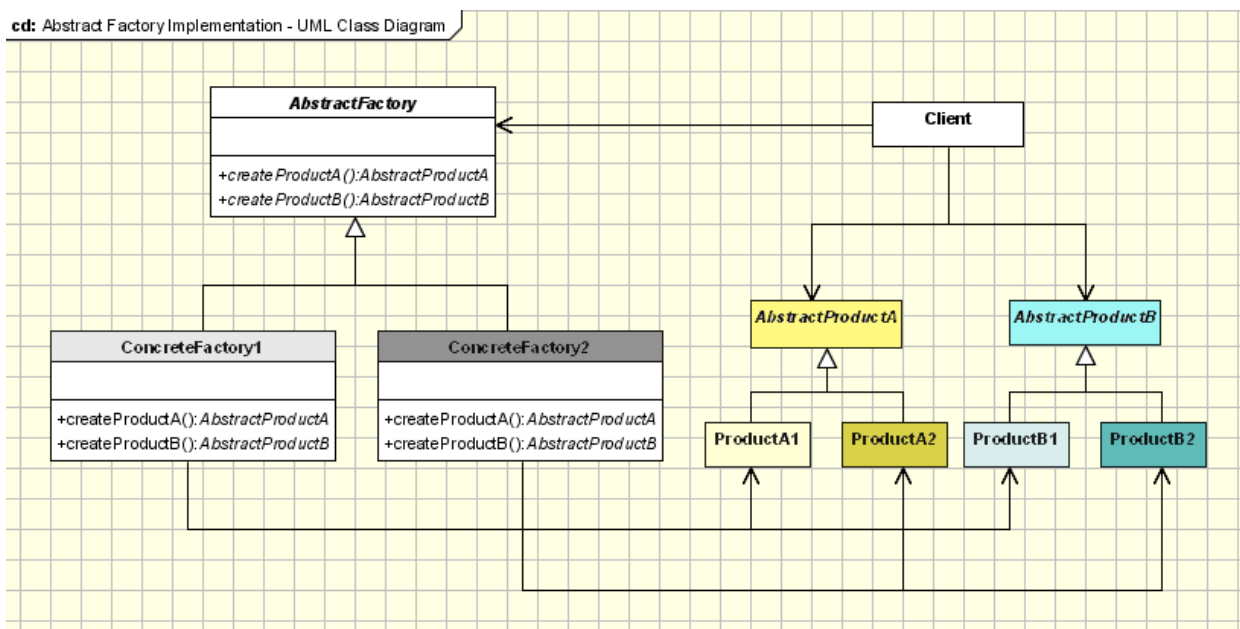 cd: Abstract Factory Implementation - UML Class Diagram
AbstractFactory
+createProductA():AbstractProductA
+createProductB():AbstractProductB
Client
AbstractProductA
AbstractProductB
ConcreteFactory1
+createProductA():AbstractProductA
+createProductB():AbstractProductB
ConcreteFactory2
+createProductA():AbstractProductA
+createProductB():AbstractProductB
ProductA1
ProductA2
ProductB1
ProductB2